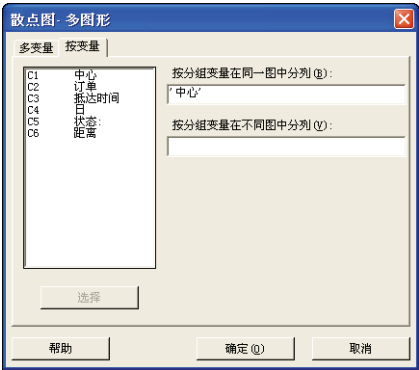 散点图- 多图形
多变量 按变量
C1 中心
C2 订单
C3 抵达时间
C4 日
C5 状态:
C6 距离
按分组变量在同一图中分列(B):
'中心'
按分组变量在不同图中分列(V):
选择
帮助 确定(O) 取消